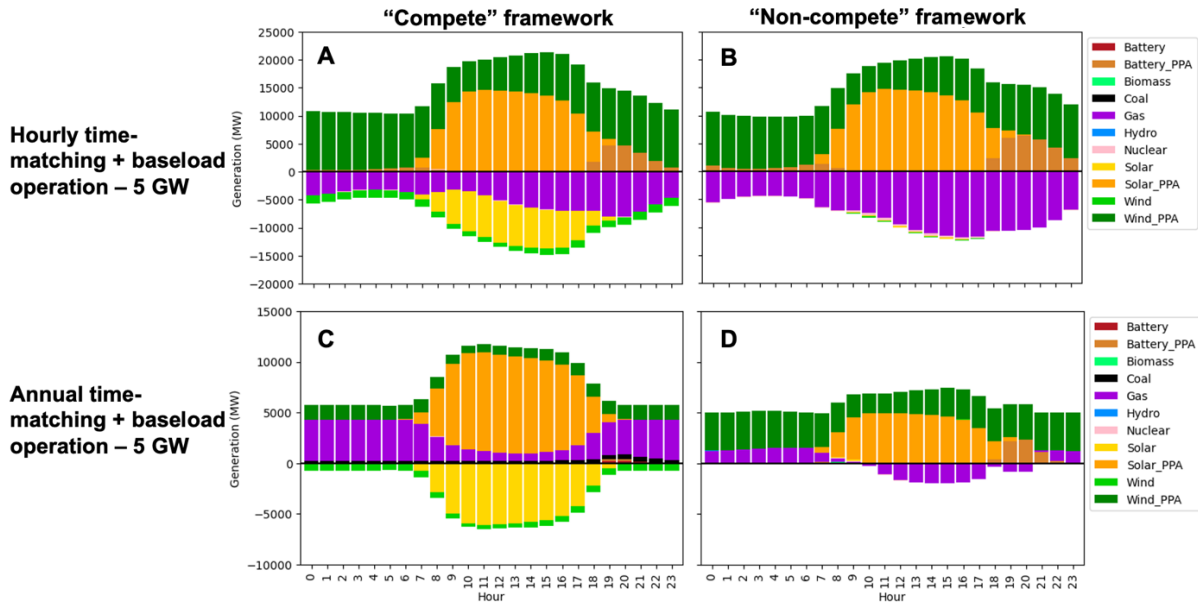 “Compete” framework
“Non-compete” framework
Hourly time-
matching + baseload
operation – 5 GW
A
Generation (MW)
25000
20000
15000
10000
5000
0
−5000
−10000
−15000
−20000
B
Battery
Battery_PPA
Biomass
Coal
Gas
Hydro
Nuclear
Solar
Solar_PPA
Wind
Wind_PPA
Annual time-
matching + baseload
operation – 5 GW
C
Generation (MW)
15000
10000
5000
0
−5000
−10000
0 1 2 3 4 5 6 7 8 9 10 11 12 13 14 15 16 17 18 19 20 21 22 23
Hour
D
0 1 2 3 4 5 6 7 8 9 10 11 12 13 14 15 16 17 18 19 20 21 22 23
Hour
Battery
Battery_PPA
Biomass
Coal
Gas
Hydro
Nuclear
Solar
Solar_PPA
Wind
Wind_PPA